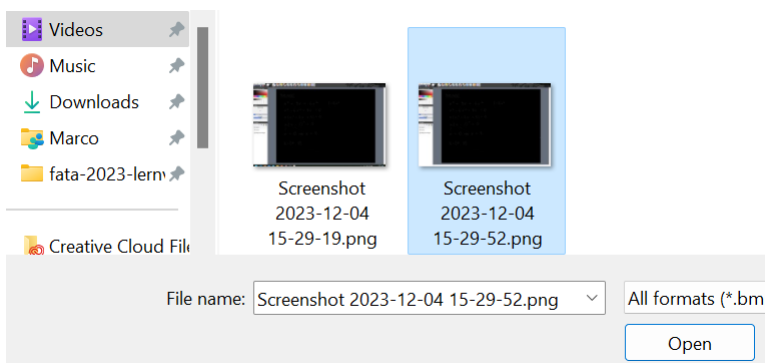 Videos
Music
Downloads
Marco
fata-2023-lern
Creative Cloud File
Screenshot
2023-12-04
15-29-19.png
Screenshot
2023-12-04
15-29-52.png
File name: Screenshot 2023-12-04 15-29-52.png All formats (*.bm
Open